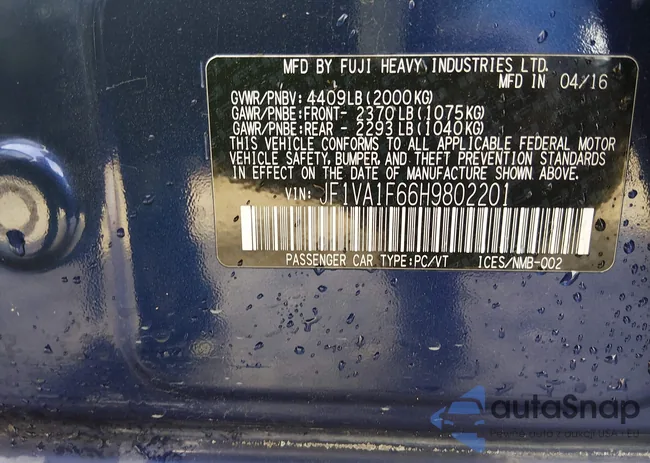 MFD BY FUJI HEAVY INDUSTRIES LTD.
MFD IN 04/16
GVWR/PNBV: 4409LB(2000KG)
GAWR/PNBE:FRONT- 2370LB(1075KG)
GAWR/PNBE:REAR - 2293LB(1040KG)
THIS VEHICLE CONFORMS TO ALL APPLICABLE FEDERAL MOTOR
VEHICLE SAFETY, BUMPER, AND THEFT PREVENTION STANDARDS
IN EFFECT ON THE DATE OF MANUFACTURE SHOWN ABOVE.
VIN: JF1VA1F66H9802201
PASSENGER CAR TYPE:PC/VT ICES/NMB-002
autaSnap